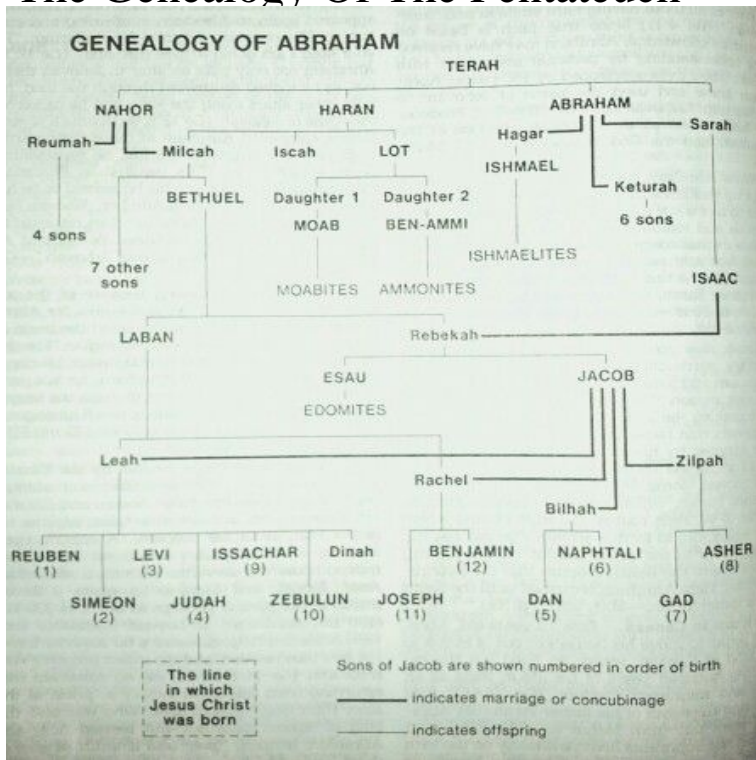 The Genealogy Of The Pentateuch
GENEALOGY OF ABRAHAM
TERAH
NAHOR HARAN ABRAHAM
Reumah Milcah Iscah LOT Hagar Sarah
ISHMAEL
BETHUEL Daughter 1 Daughter 2 Keturah
4 sons MOAB BEN-AMMI 6 sons
7 other
sons
ISHMAELITES
MOABITES AMMONITES ISAAC
LABAN Rebekah
ESAU JACOB
EDOMITES
Leah Rachel Zilpah
Bilhah
REUBEN LEVI ISSACHAR Dinah BENJAMIN NAPHTALI ASHER
(1) (3) (9) (12) (6) (8)
SIMEON JUDAH ZEBULUN JOSEPH DAN GAD
(2) (4) (10) (11) (5) (7)
The line
in which
Jesus Christ
was born
Sons of Jacob are shown numbered in order of birth
indicates marriage or concubinage
indicates offspring